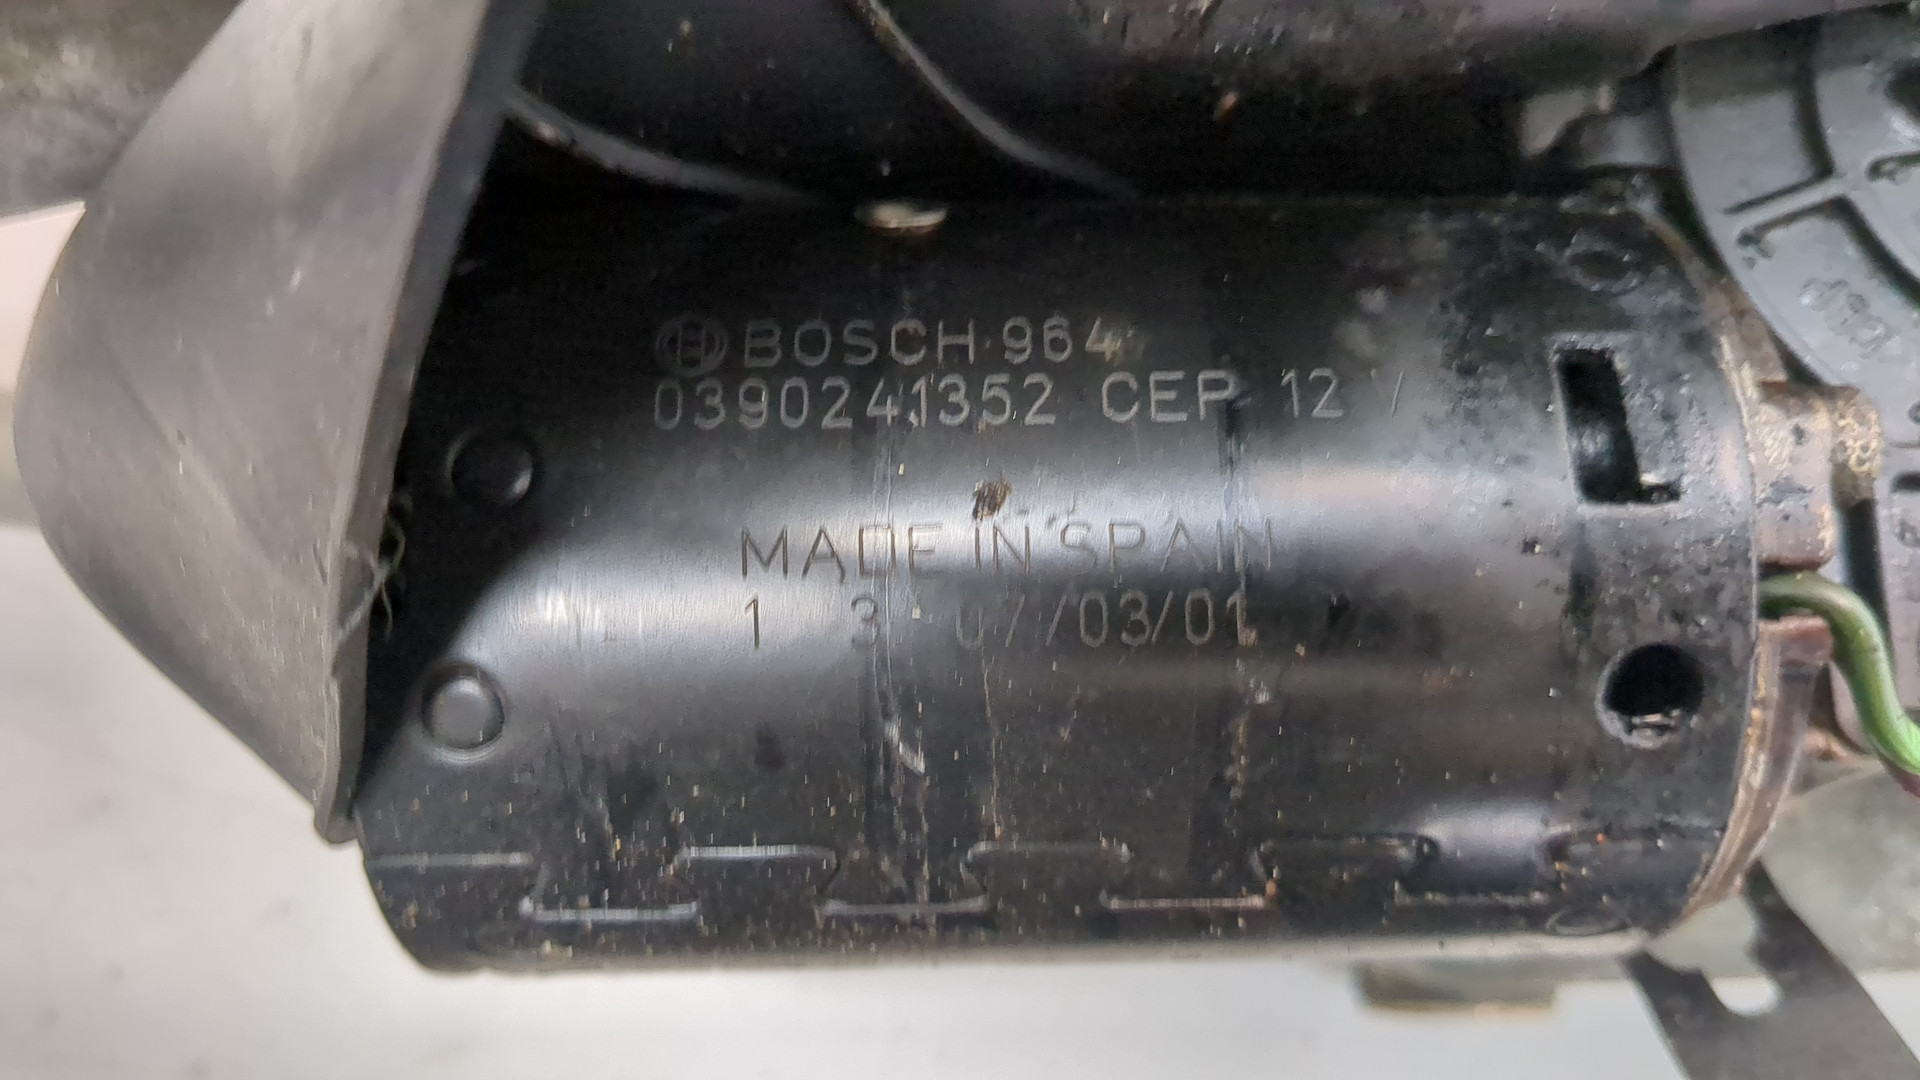 BOSCH 964
0390241352 CEP 12 V
MADE IN SPAIN
1 3 07/03/01